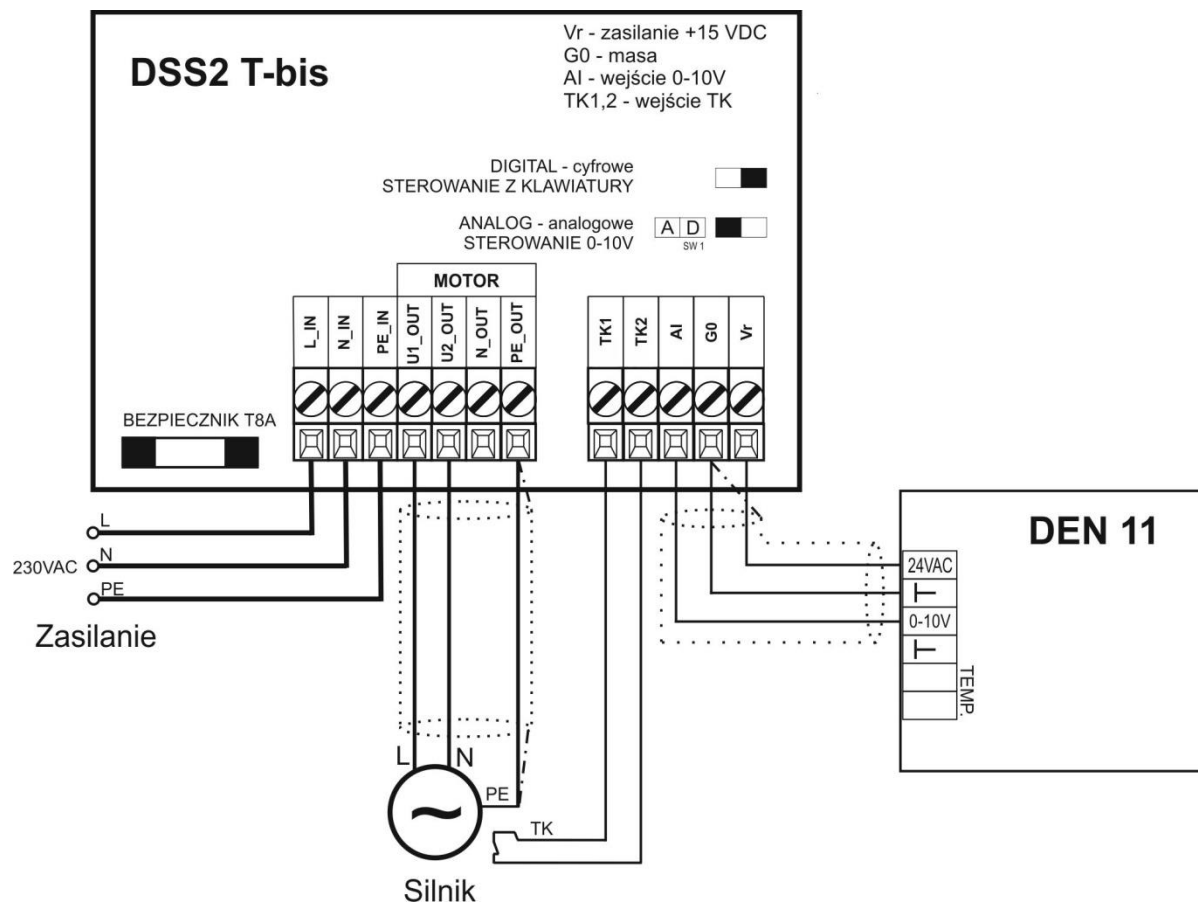 DSS2 T-bis
Vr - zasilanie +15 VDC
G0 - masa
AI - wejście 0-10V
TK1,2 - wejście TK
DIGITAL - cyfrowe
STEROWANIE Z KLAWIATURY
ANALOG - analogowe
STEROWANIE 0-10V
A D
SW 1
MOTOR
L_IN
N_IN
PE_IN
U1_OUT
U2_OUT
N_OUT
PE_OUT
TK1
TK2
AI
G0
Vr
BEZPIECZNIK T8A
L
230VAC N
PE
Zasilanie
DEN 11
24VAC
0-10V
TEMP.
L N
PE
TK
~
Silnik